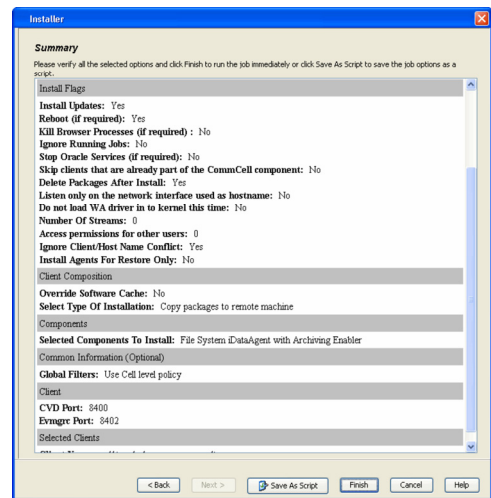 Installer
Summary
Please verify all the selected options and click Finish to run the job immediately or click Save As Script to save the job options as a
script.
Install Flags
Install Updates: Yes
Reboot (if required): Yes
Kill Browser Processes (if required) : No
Ignore Running Jobs: No
Stop Oracle Services (if required): No
Skip clients that are already part of the CommCell component: No
Delete Packages After Install: Yes
Listen only on the network interface used as hostname: No
Do not load WA driver in to kernel this time: No
Number Of Streams: 0
Access permissions for other users: 0
Ignore Client/Host Name Conflict: Yes
Install Agents For Restore Only: No
Client Composition
Override Software Cache: No
Select Type Of Installation: Copy packages to remote machine
Components
Selected Components To Install: File System iDataAgent with Archiving Enabler
Common Information (Optional)
Global Filters: Use Cell level policy
Client
CVD Port: 8400
Evmgrc Port: 8402
Selected Clients
< Back Next > Save As Script Finish Cancel Help